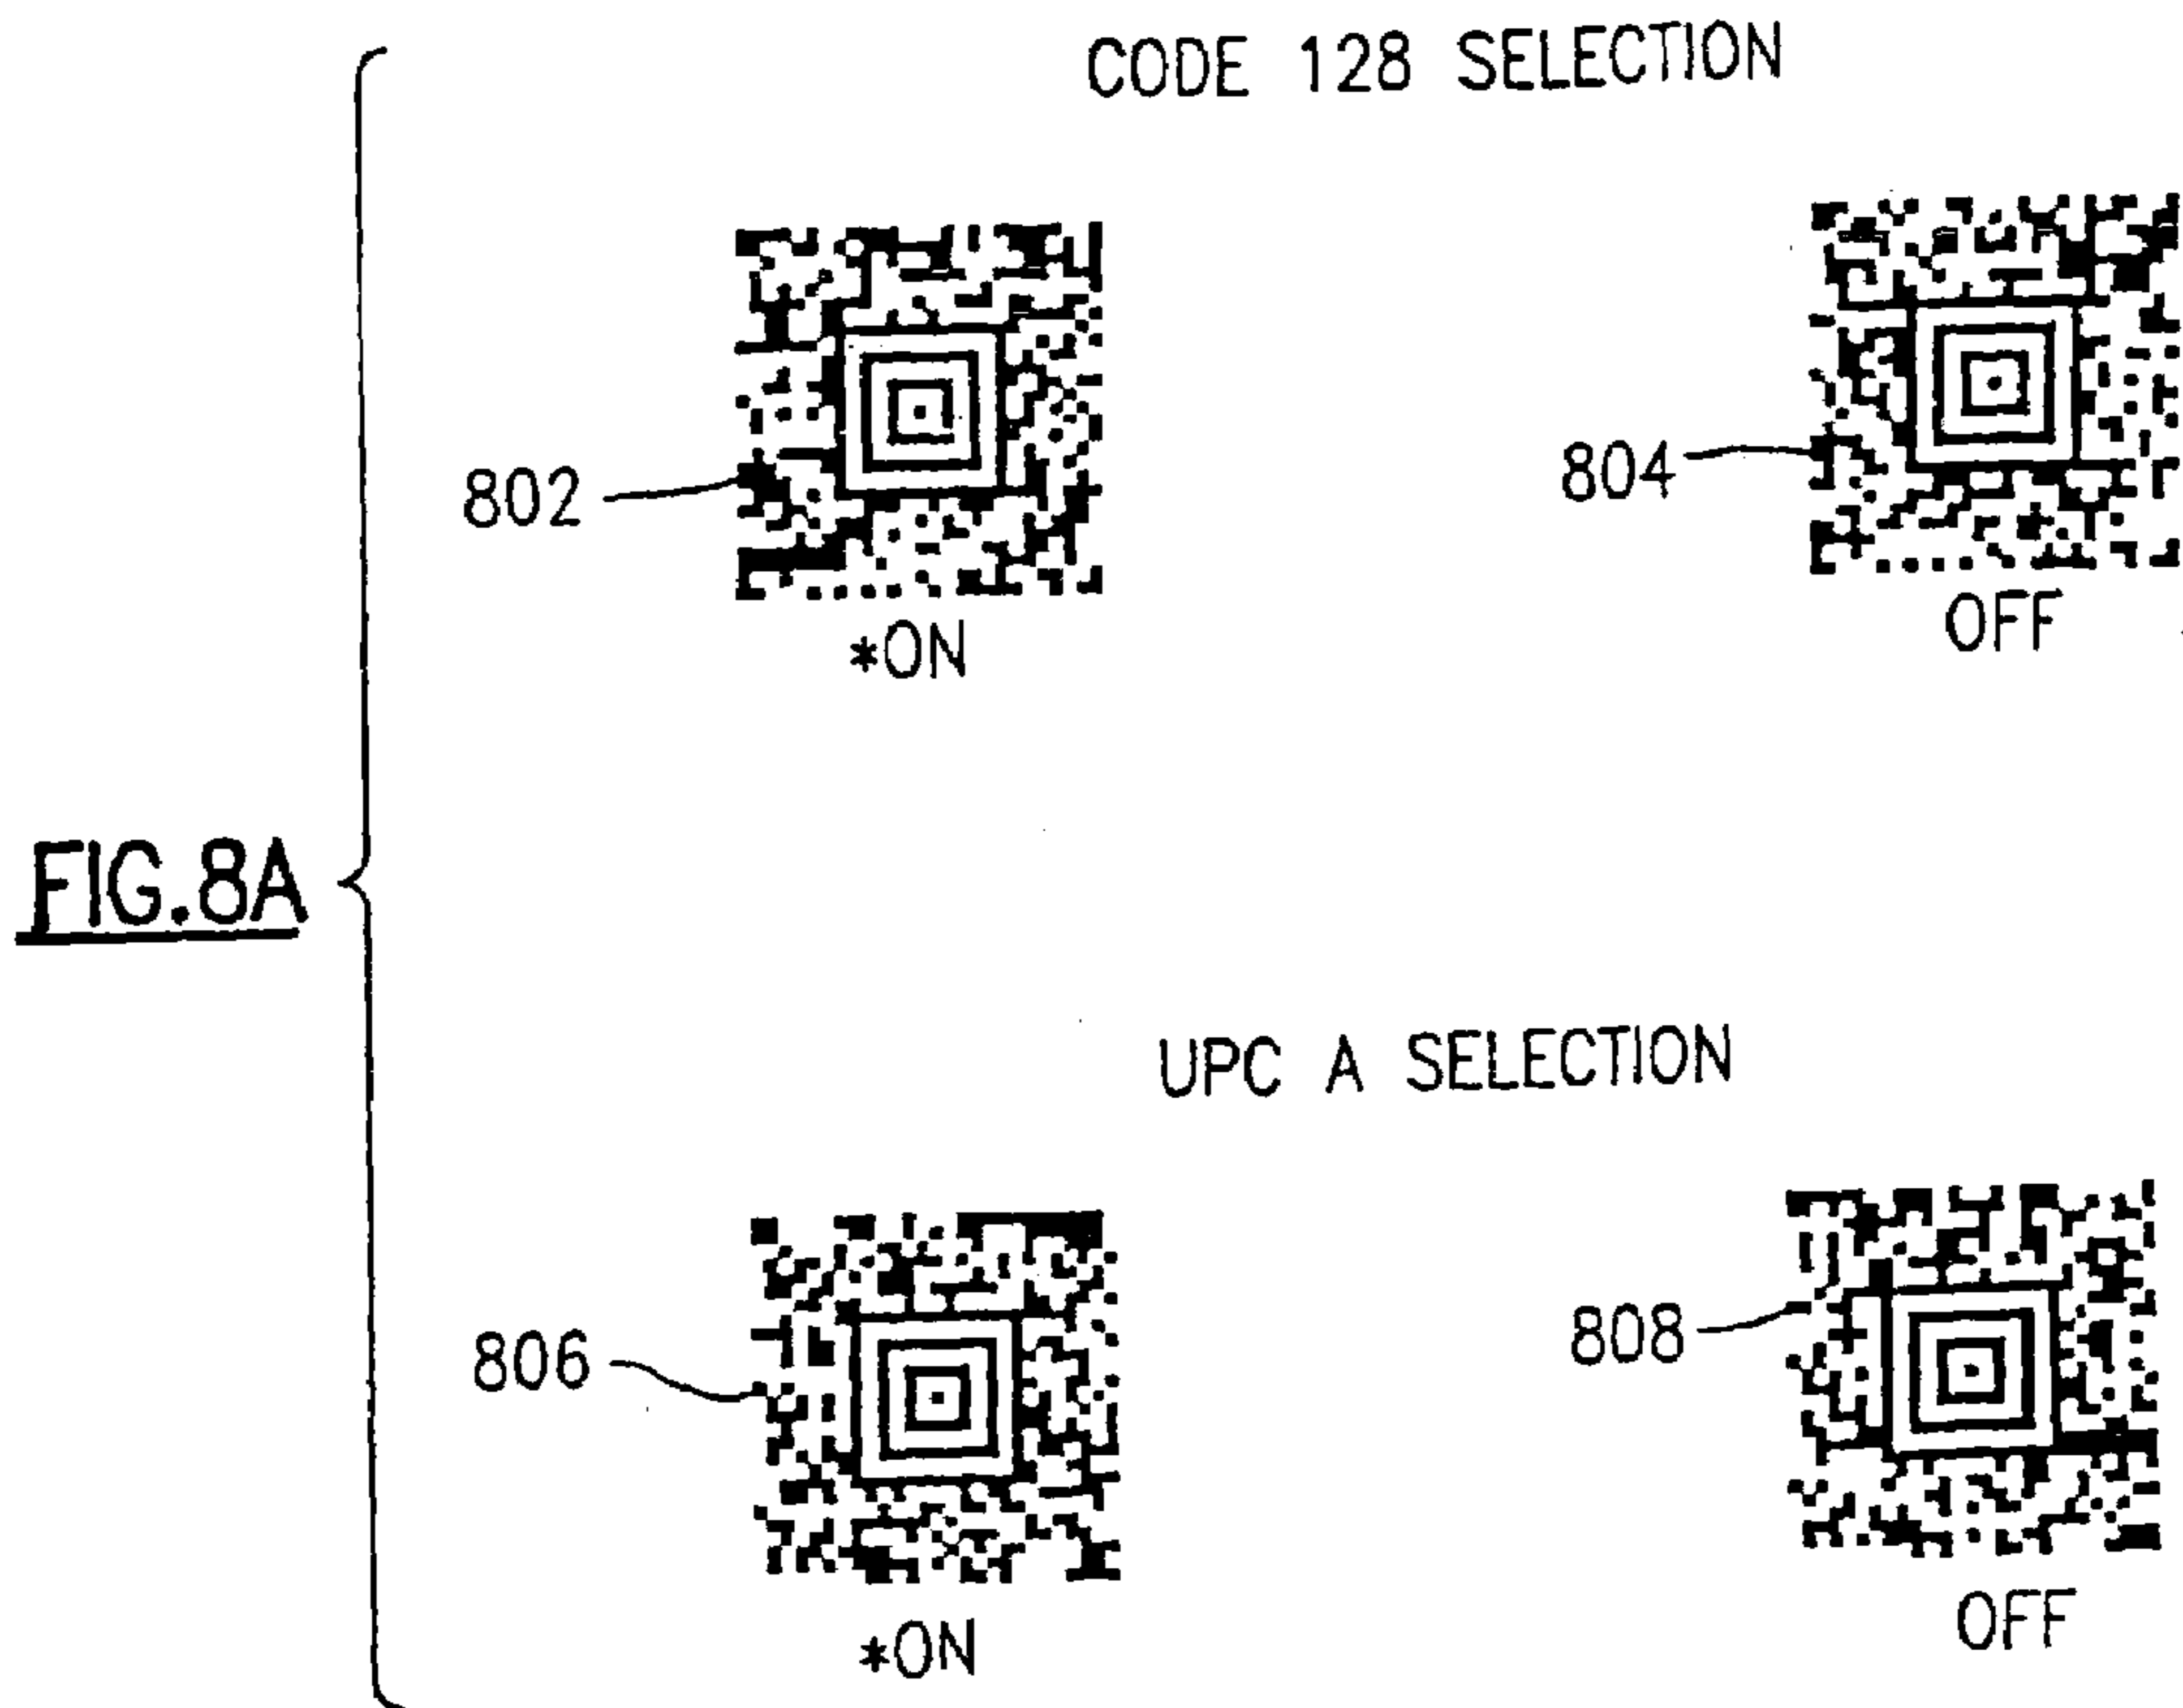 CODE 128 SELECTION
802
804
*ON
OFF
FIG.8A
UPC A SELECTION
806
808
*ON
OFF